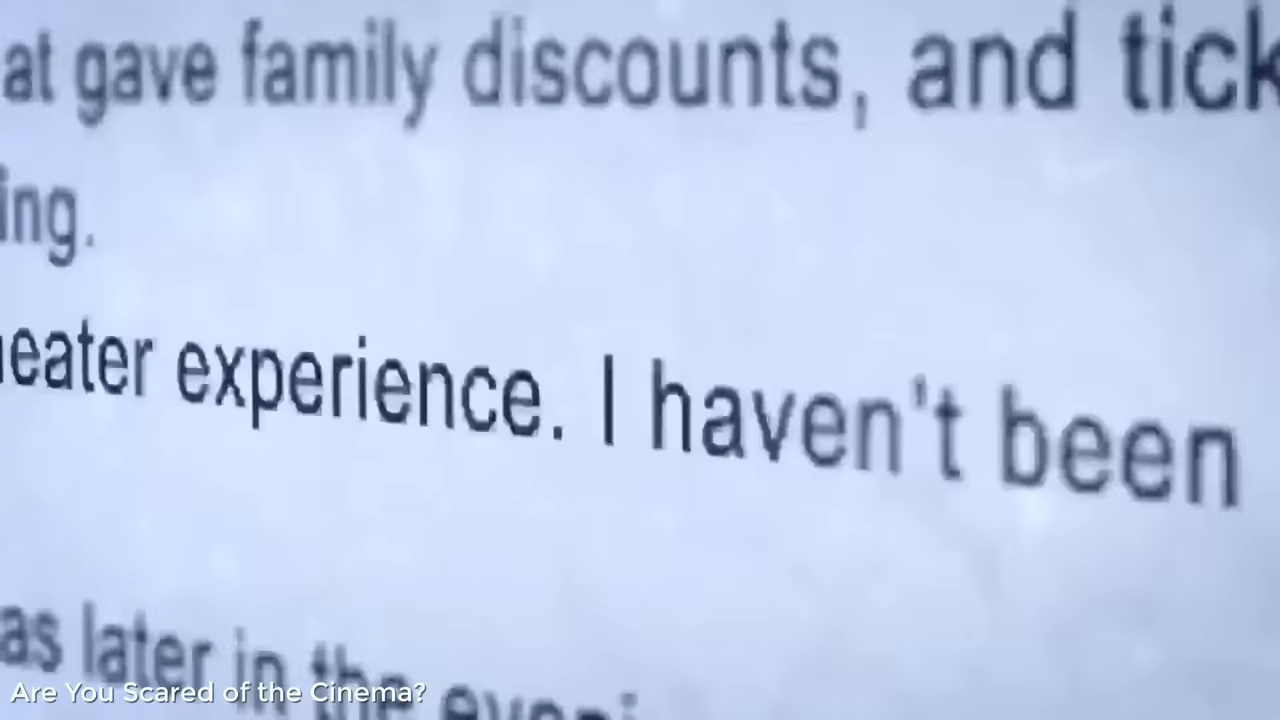 at gave family discounts, and tick
ing.
eater experience. I haven't been
as later in the eveni
Are You Scared of the Cinema?